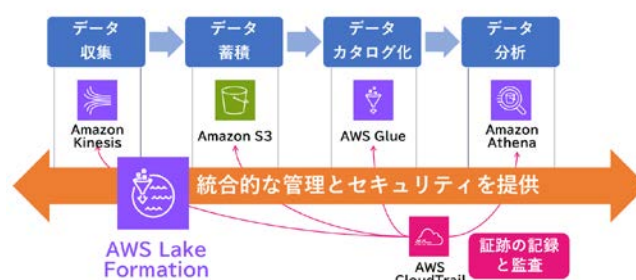 データ
収集
データ
蓄積
データ
カタログ化
データ
分析
Amazon
Kinesis
Amazon S3
AWS Glue
Amazon
Athena
統合的な管理とセキュリティを提供
AWS Lake
Formation
AWS
CloudTrail
証跡の記録
と監査